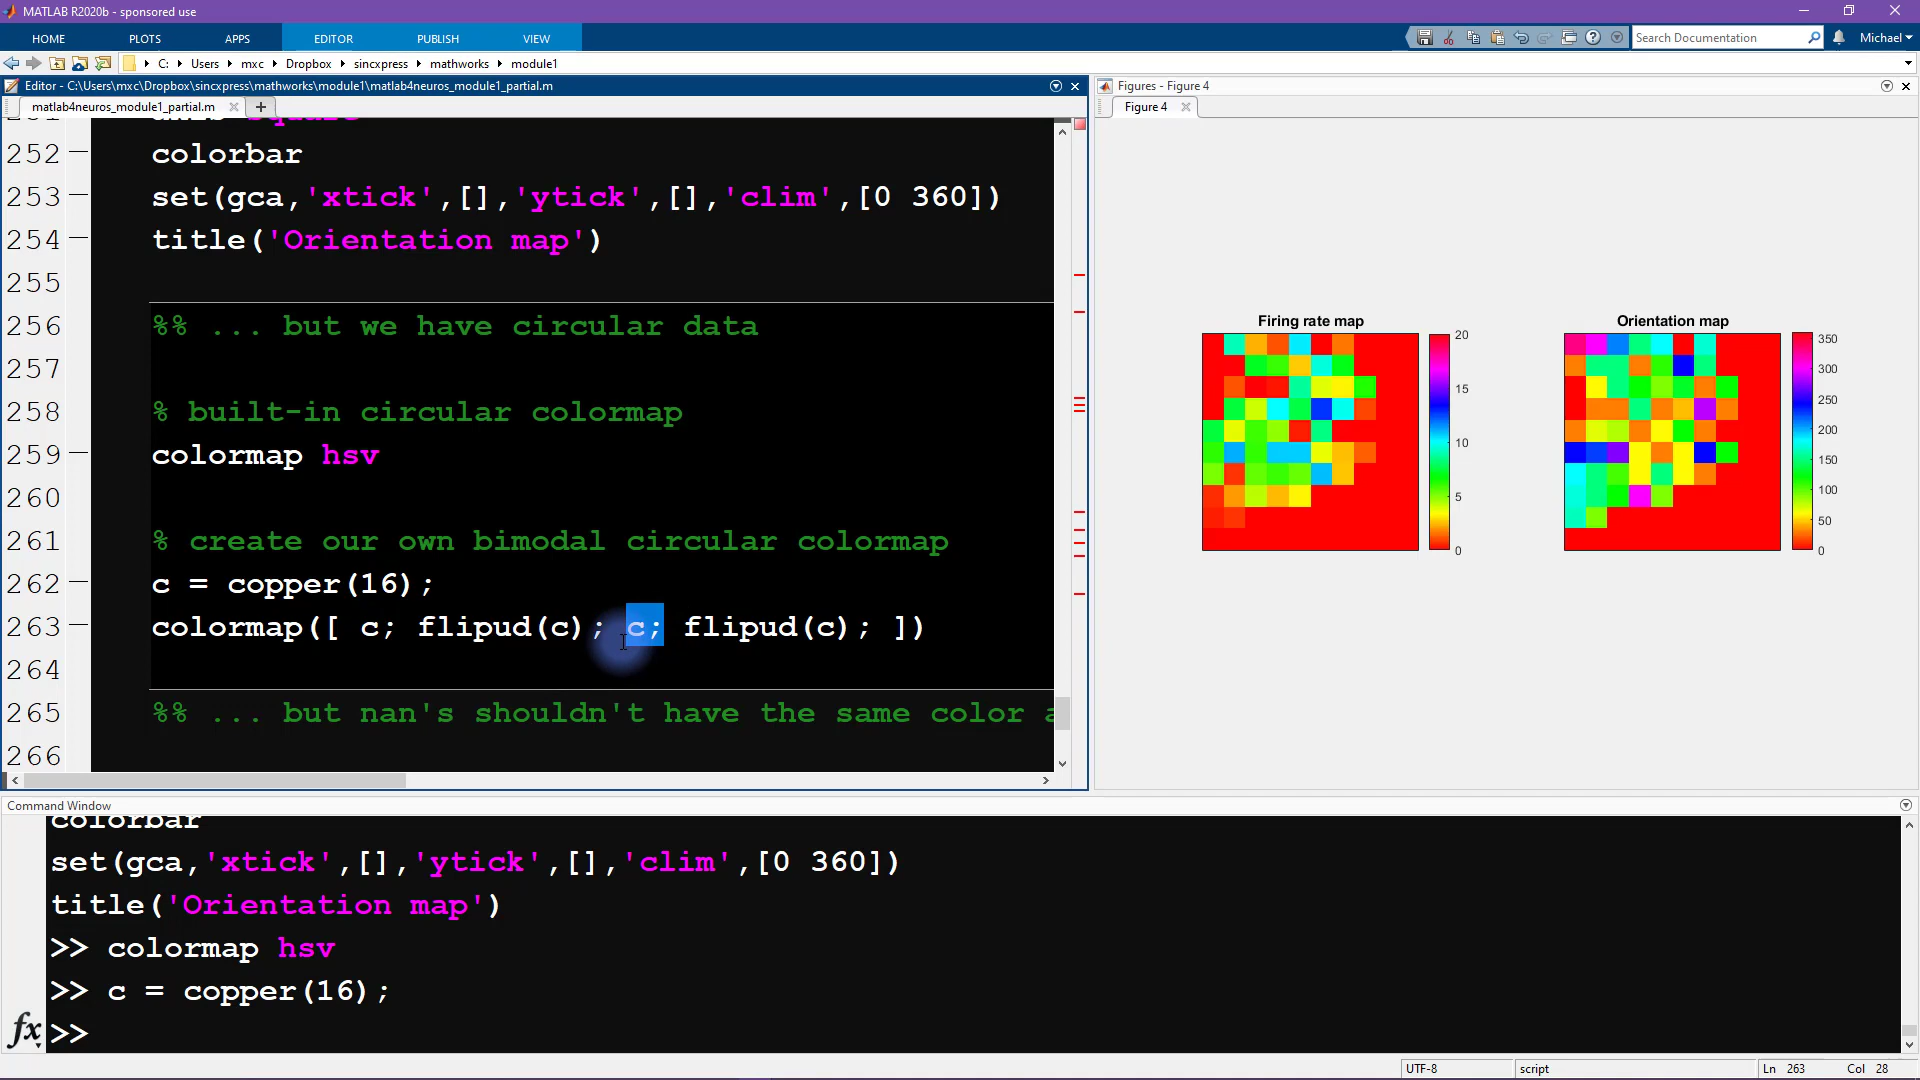 MATLAB R2020b - sponsored use
HOME PLOTS APPS EDITOR PUBLISH VIEW
Search Documentation
Michael
C: Users mxc Dropbox sincxpress mathworks module1
Editor - C:\Users\mxc\Dropbox\sincxpress\mathworks\module1\matlab4neuros_module1_partial.m
matlab4neuros_module1_partial.m
252 colorbar
253 set(gca,'xtick',[],'ytick',[],'clim',[0 360])
254 title('Orientation map')
255
256 %% ... but we have circular data
257
258 % built-in circular colormap
259 colormap hsv
260
261 % create our own bimodal circular colormap
262 c = copper(16);
263 colormap([ c; flipud(c); c; flipud(c); ])
264
265 %% ... but nan's shouldn't have the same color a
266
Figures - Figure 4
Figure 4
Firing rate map
20
15
10
5
0
Orientation map
350
300
250
200
150
100
50
0
Command Window
colorbar
set(gca,'xtick',[],'ytick',[],'clim',[0 360])
title('Orientation map')
>> colormap hsv
>> c = copper(16);
fx >>
UTF-8 script Ln 263 Col 28